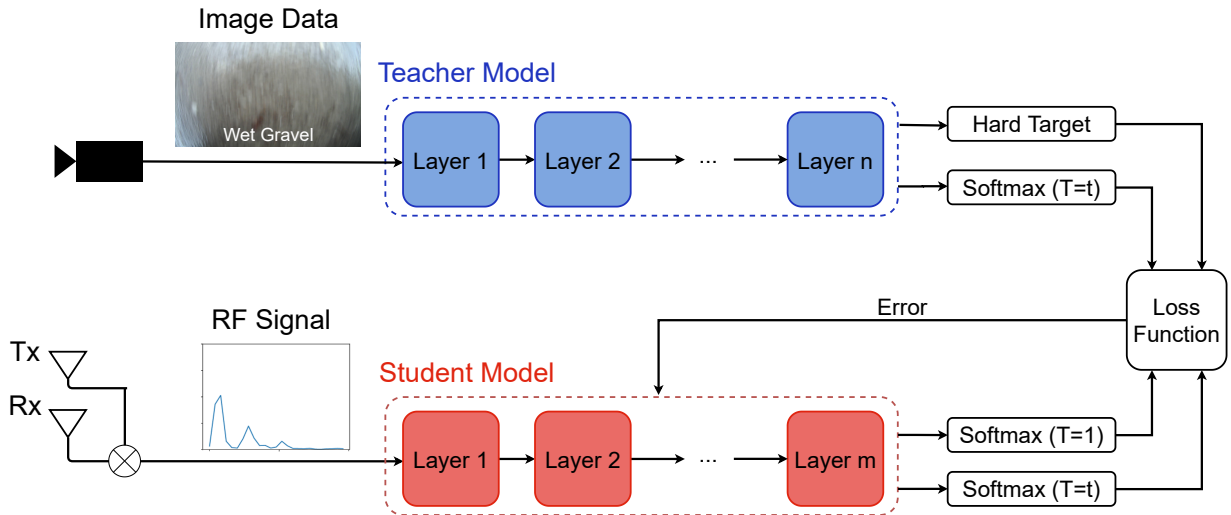 Image Data
Wet Gravel
Teacher Model
Layer 1
Layer 2
...
Layer n
Hard Target
Softmax (T=t)
Loss
Function
Error
RF Signal
Tx
Rx
Student Model
Layer 1
Layer 2
...
Layer m
Softmax (T=1)
Softmax (T=t)